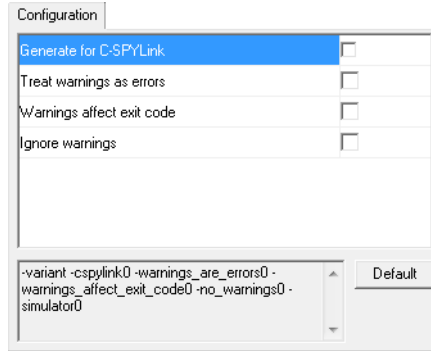 Configuration
Generate for C-SPYLink
Treat warnings as errors
Warnings affect exit code
Ignore warnings
-variant -cspylink0 -warnings_are_errors0 -
warnings_affect_exit_code0 -no_warnings0 -
simulator0
Default